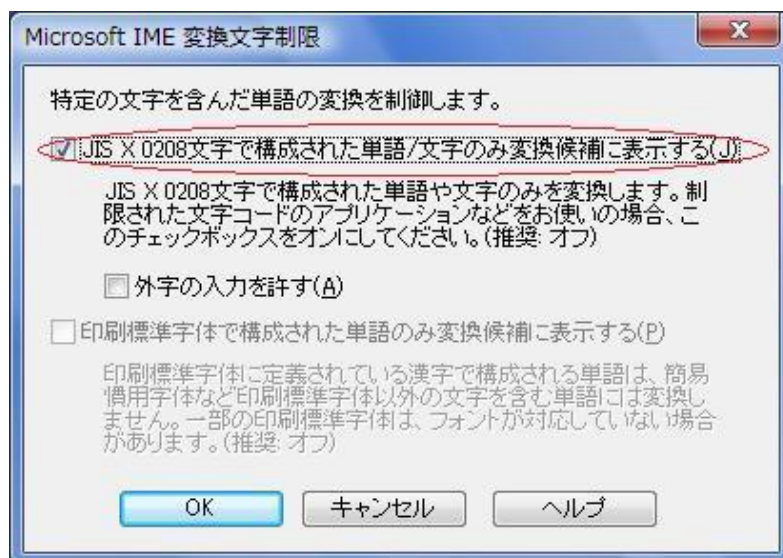 Microsoft IME 変換文字制限
特定の文字を含んだ単語の変換を制御します。
JIS X 0208文字で構成された単語/文字のみ変換候補に表示する(J)
JIS X 0208文字で構成された単語や文字のみを変換します。制
限された文字コードのアプリケーションなどをお使いの場合、こ
のチェックボックスをオンにしてください。(推奨: オフ)
外字の入力を許す(A)
印刷標準字体で構成された単語のみ変換候補に表示する(P)
印刷標準字体に定義されている漢字で構成される単語は、簡易
慣用字体など印刷標準字体以外の文字を含む単語には変換し
ません。一部の印刷標準字体は、フォントが対応していない場合
があります。(推奨: オフ)
OK
キャンセル
ヘルプ